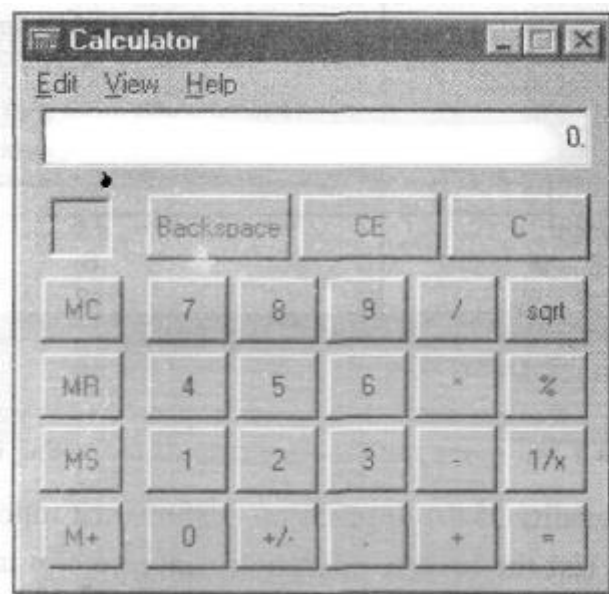 Calculator
Edit View Help
0.
Backspace CE C
MC 7 8 9 / sqrt
MR 4 5 6 * %
MS 1 2 3 - 1/x
M+ 0 +/- . + =